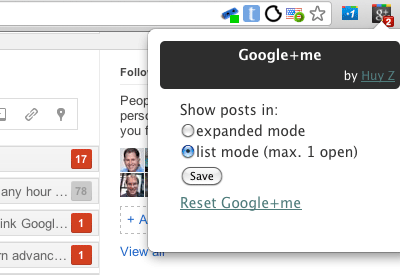 -1
g+
2
Google+me
by Huy Z
Follo
Peop
perso
you f
Show posts in:
expanded mode
list mode (max. 1 open)
Save
Reset Google+me
17
any hour ... 78
ink Googl... 1
rn advanc... 1
+ A
View all